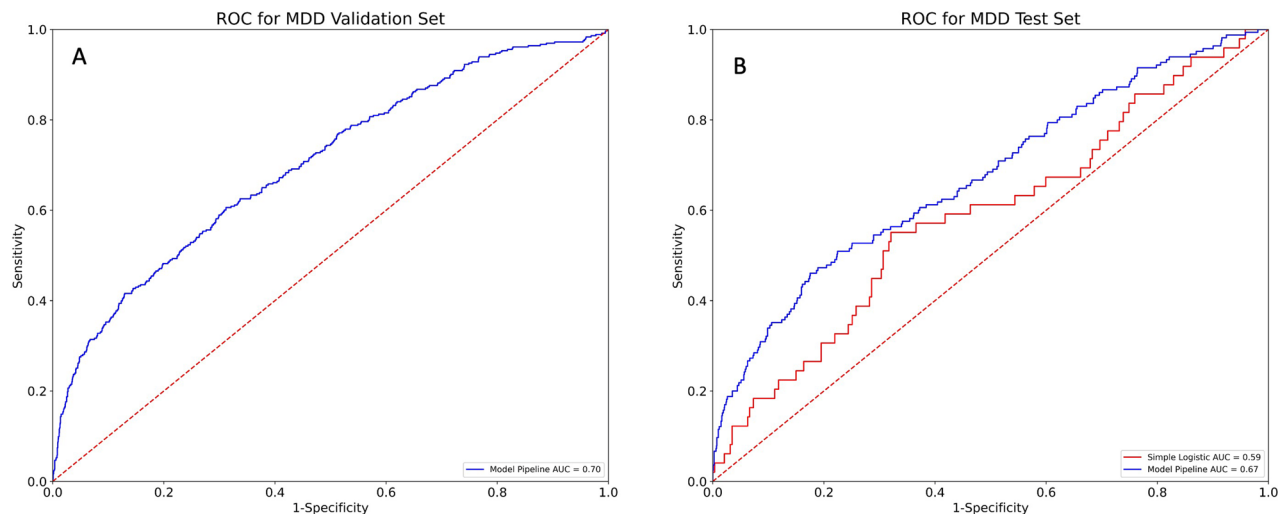 ROC for MDD Validation Set
A
1.0
0.8
0.6
0.4
0.2
0.0
Sensitivity
0.0 0.2 0.4 0.6 0.8 1.0
1-Specificity
Model Pipeline AUC = 0.70
ROC for MDD Test Set
B
1.0
0.8
0.6
0.4
0.2
0.0
Sensitivity
0.0 0.2 0.4 0.6 0.8 1.0
1-Specificity
Simple Logistic AUC = 0.59
Model Pipeline AUC = 0.67